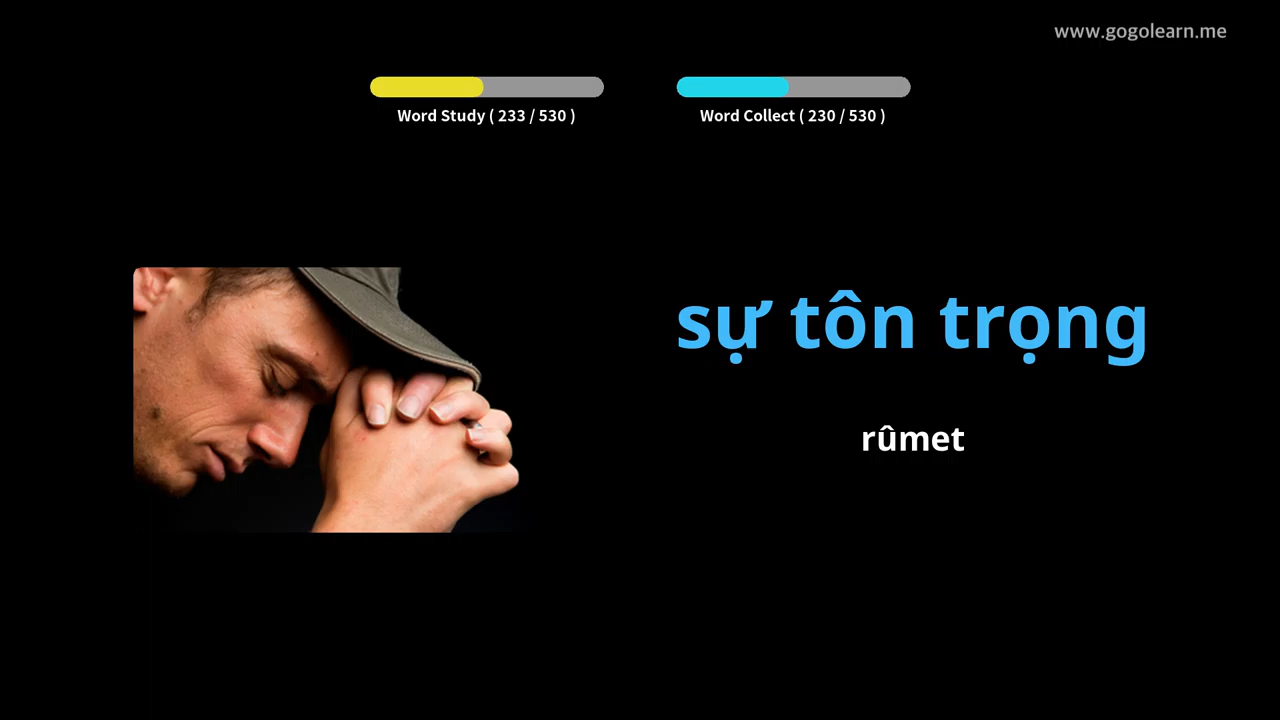 www.gogolearn.me
Word Study ( 233 / 530 )
Word Collect ( 230 / 530 )
sự tôn trọng
rûmet